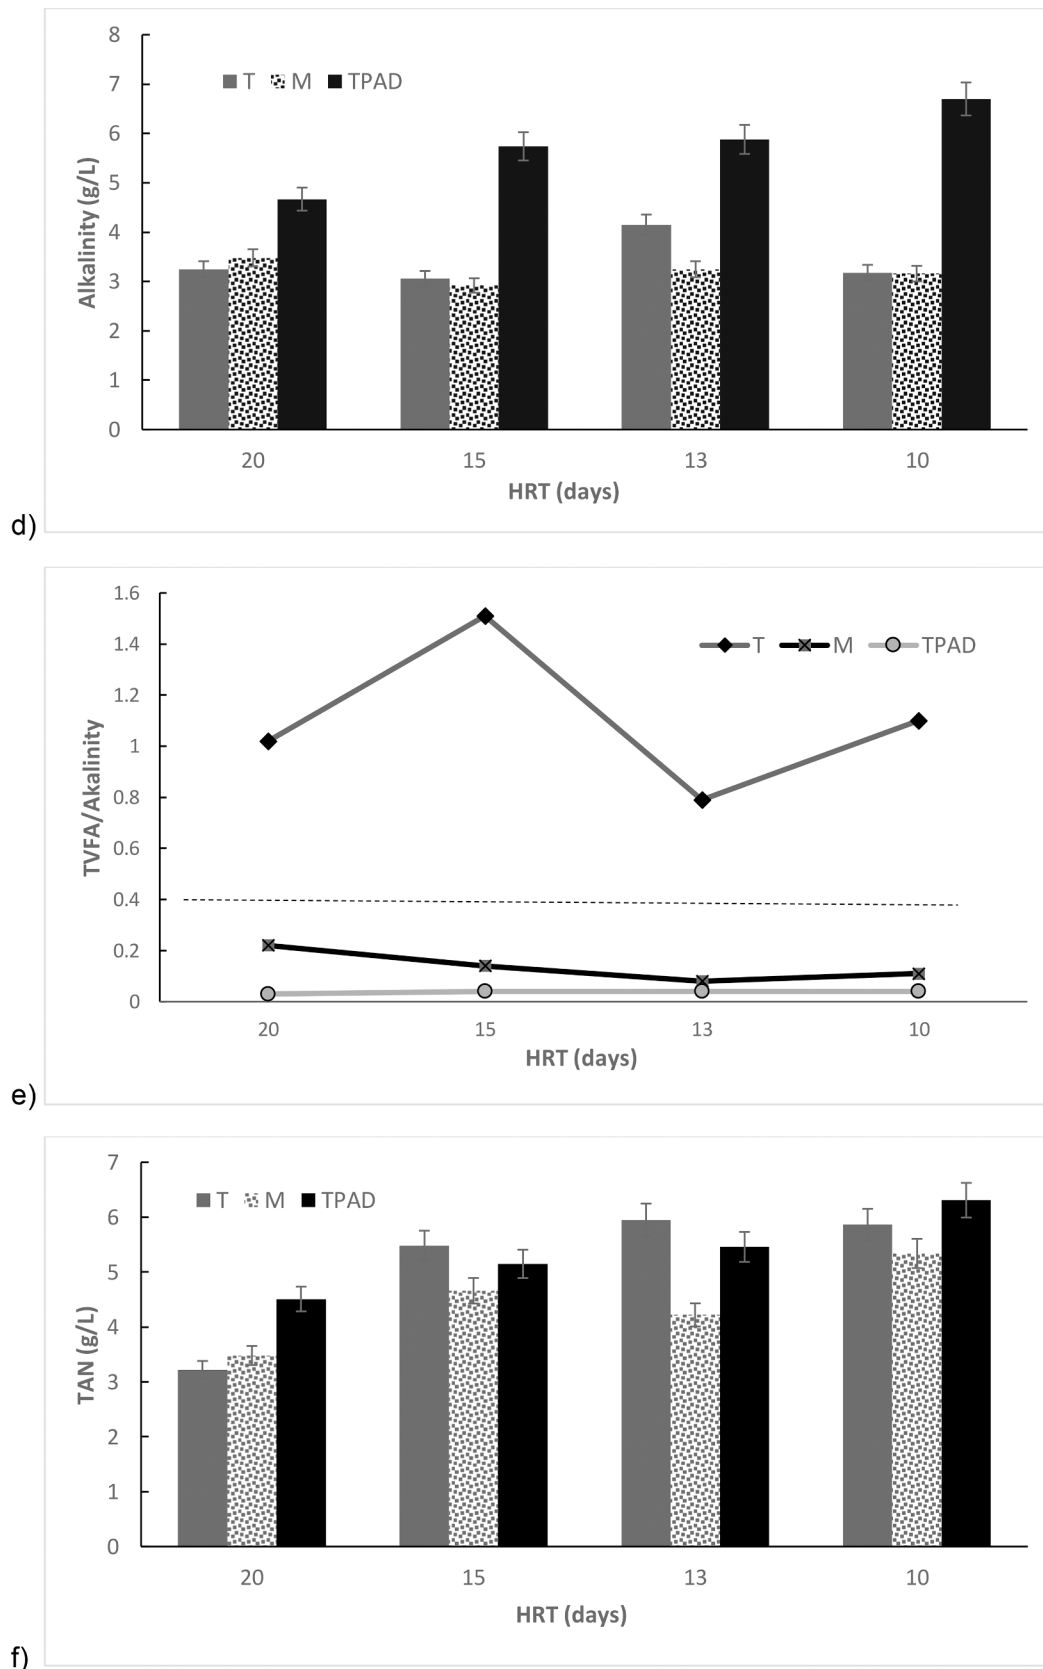 8
7
6
5
4
3
2
1
0
Alkalinity (g/L)
T M TPAD
20 15 13 10
HRT (days)
d)
1.6
1.4
1.2
1
0.8
0.6
0.4
0.2
0
TVFA/Akalinity
T M TPAD
20 15 13 10
HRT (days)
e)
7
6
5
4
3
2
1
0
TAN (g/L)
T M TPAD
20 15 13 10
HRT (days)
f)